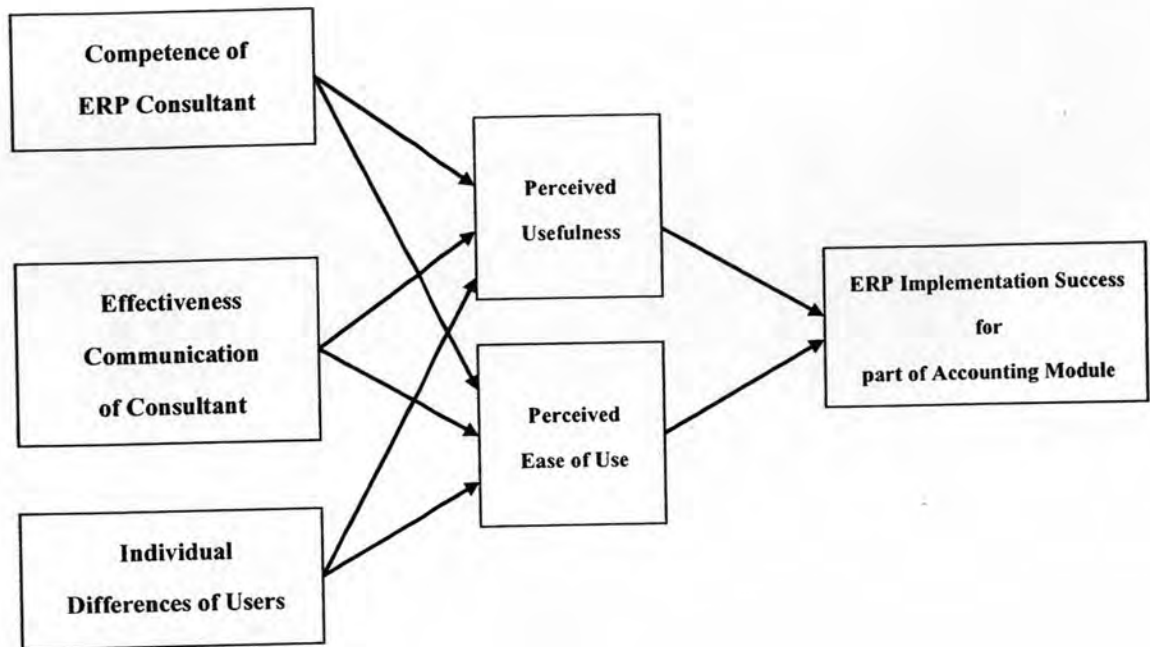 Competence of
ERP Consultant
Effectiveness
Communication
of Consultant
Individual
Differences of Users
Perceived
Usefulness
Perceived
Ease of Use
ERP Implementation Success
for
part of Accounting Module